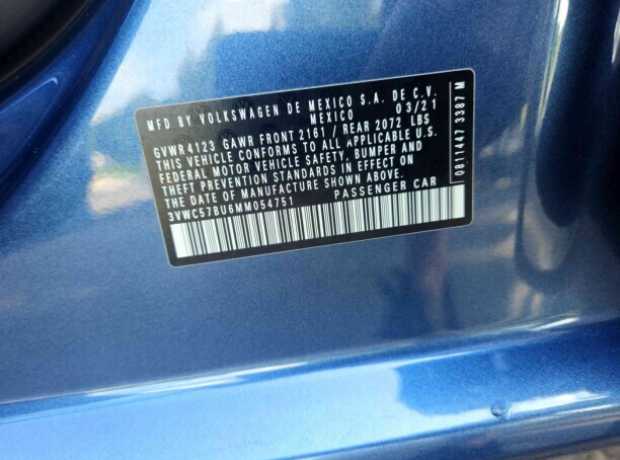 MFD BY VOLKSWAGEN DE MEXICO S.A. DE C.V.
MEXICO 03/21
GVWR 4123 GAWR FRONT 2161 / REAR 2072 LBS
THIS VEHICLE CONFORMS TO ALL APPLICABLE U.S.
FEDERAL MOTOR VEHICLE SAFETY, BUMPER AND
THEFT PREVENTION STANDARDS IN EFFECT ON
THE DATE OF MANUFACTURE SHOWN ABOVE.
3VWC57BU6MM054751 PASSENGER CAR
0B11447 3387 M